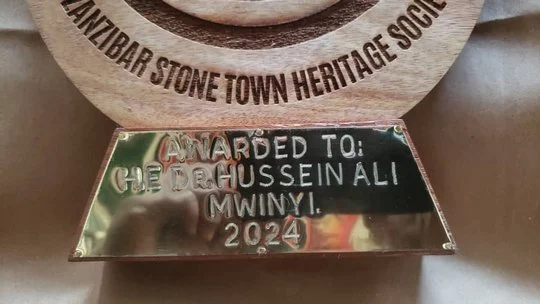 ZANZIBAR STONE TOWN HERITAGE SOCIE
AWARDED TO:
H.E DR.HUSSEIN ALI
MWINYI.
2024